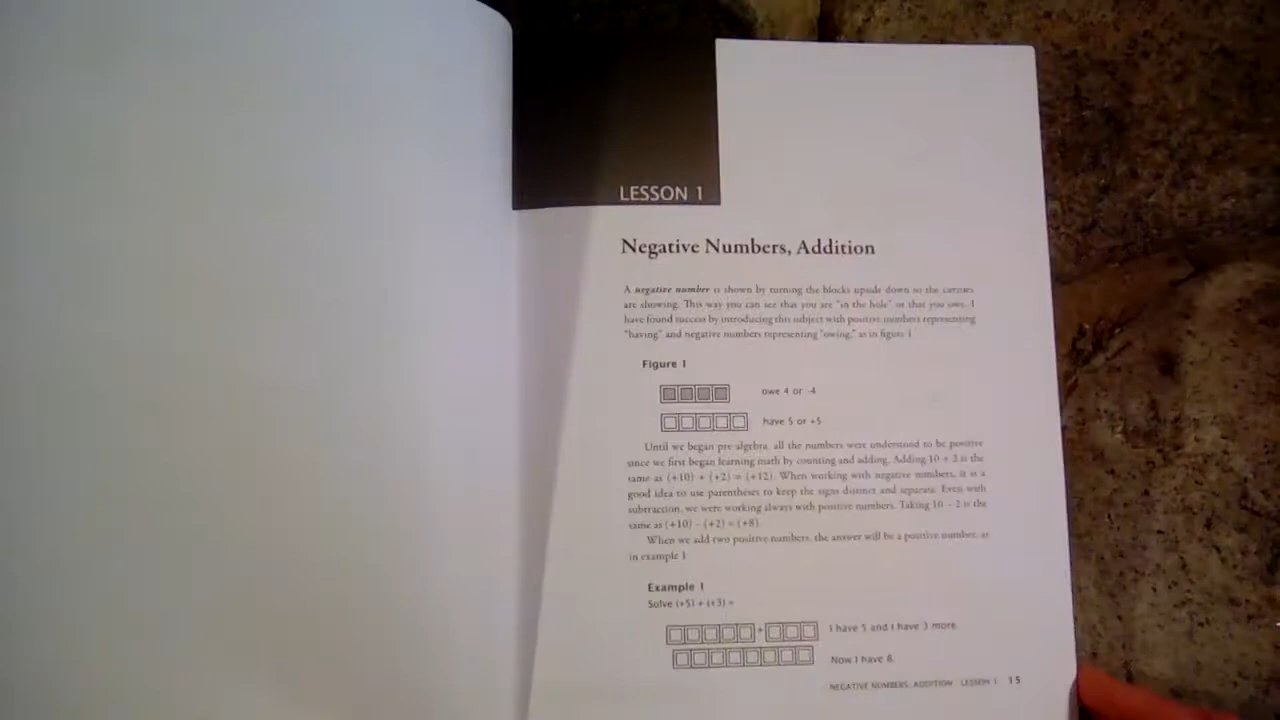 LESSON 1
Negative Numbers, Addition
A negative number is shown by turning the blocks upside down so the cavities
are showing. This way you can see that you are "in the hole" or that you owe. I
have found success by introducing this subject with positive numbers representing
"having" and negative numbers representing "owing," as in figure 1
Figure 1
owe 4 or -4
have 5 or +5
Until we began pre-algebra, all the numbers were understood to be positive
since we first began learning math by counting and adding. Adding 10 + 2 is the
same as (+10) + (+2) = (+12). When working with negative numbers, it is a
good idea to use parentheses to keep the signs distinct and separate. Even with
subtraction, we were working always with positive numbers. Taking 10 - 2 is the
same as (+10) - (+2) = (+8).
When we add two positive numbers, the answer will be a positive number, as
in example 1
Example 1
Solve (+5) + (+3) =
+ I have 5 and I have 3 more.
Now I have 8.
NEGATIVE NUMBERS, ADDITION LESSON 1 15